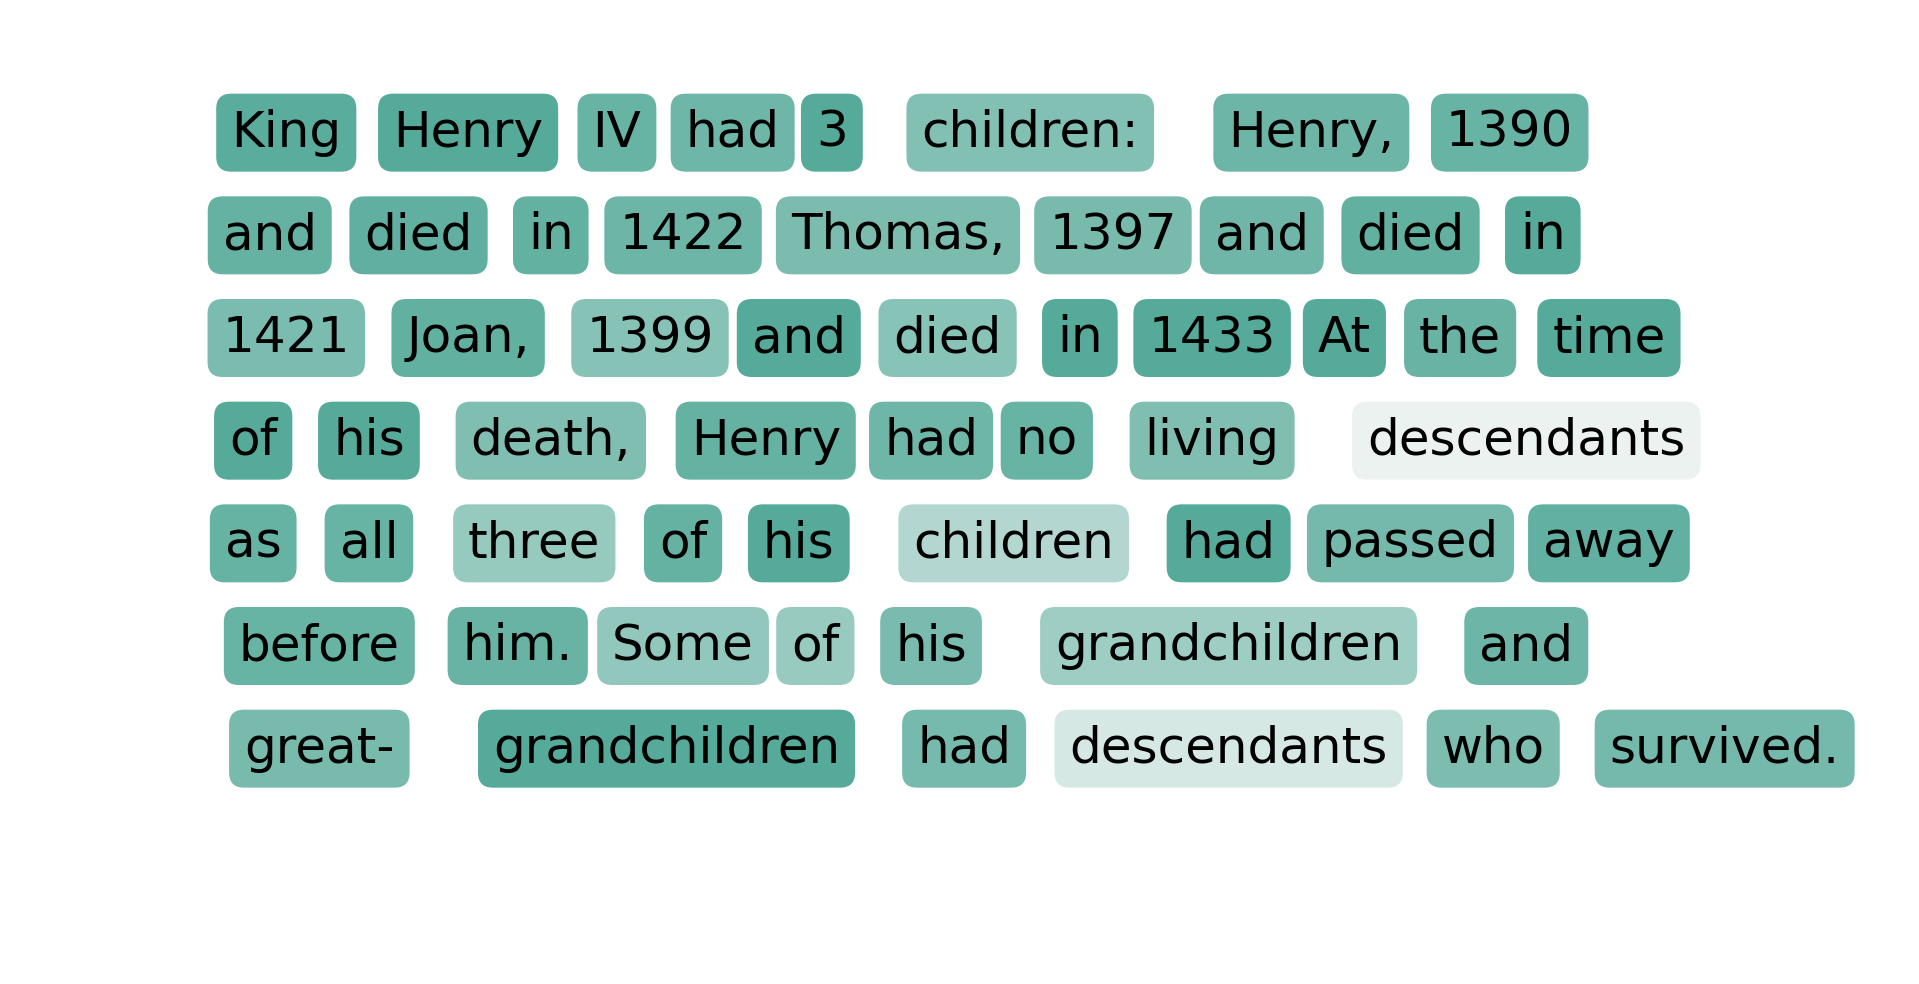 King Henry IV had 3 children: Henry, 1390
and died in 1422 Thomas, 1397 and died in
1421 Joan, 1399 and died in 1433 At the time
of his death, Henry had no living descendants
as all three of his children had passed away
before him. Some of his grandchildren and
great- grandchildren had descendants who survived.